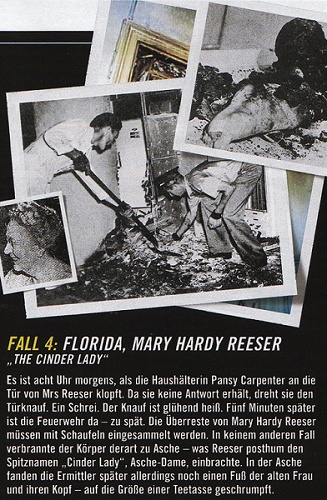 FALL 4: FLORIDA, MARY HARDY REESER
„THE CINDER LADY“
Es ist acht Uhr morgens, als die Haushälterin Pansy Carpenter an die
Tür von Mrs Reeser klopft. Da sie keine Antwort erhält, dreht sie den
Türknauf. Ein Schrei. Der Knauf ist glühend heiß. Fünf Minuten später
ist die Feuerwehr da – zu spät. Die Überreste von Mary Hardy Reeser
müssen mit Schaufeln eingesammelt werden. In keinem anderen Fall
verbrannte der Körper derart zu Asche – was Reeser posthum den
Spitznamen „Cinder Lady“, Asche-Dame, einbrachte. In der Asche
fanden die Ermittler später allerdings noch einen Fuß der alten Frau
und ihren Kopf – auf die Größe einer Teetasse geschrumpft.